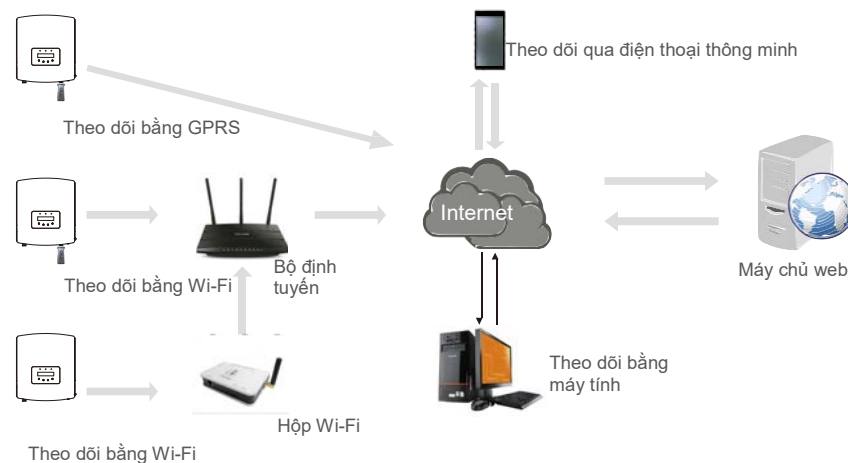 Theo dõi qua điện thoại thông minh
Theo dõi bằng GPRS
Internet
Theo dõi bằng Wi-Fi
Bộ định
tuyến
Máy chủ web
Theo dõi bằng
máy tính
Hộp Wi-Fi
Theo dõi bằng Wi-Fi